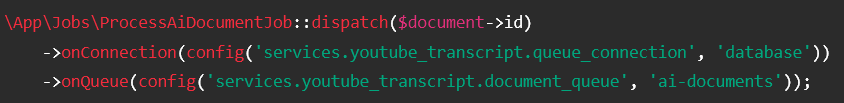 \App\Jobs\ProcessAiDocumentJob::dispatch($document->id)
->onConnection(config('services.youtube_transcript.queue_connection', 'database'))
->onQueue(config('services.youtube_transcript.document_queue', 'ai-documents'));